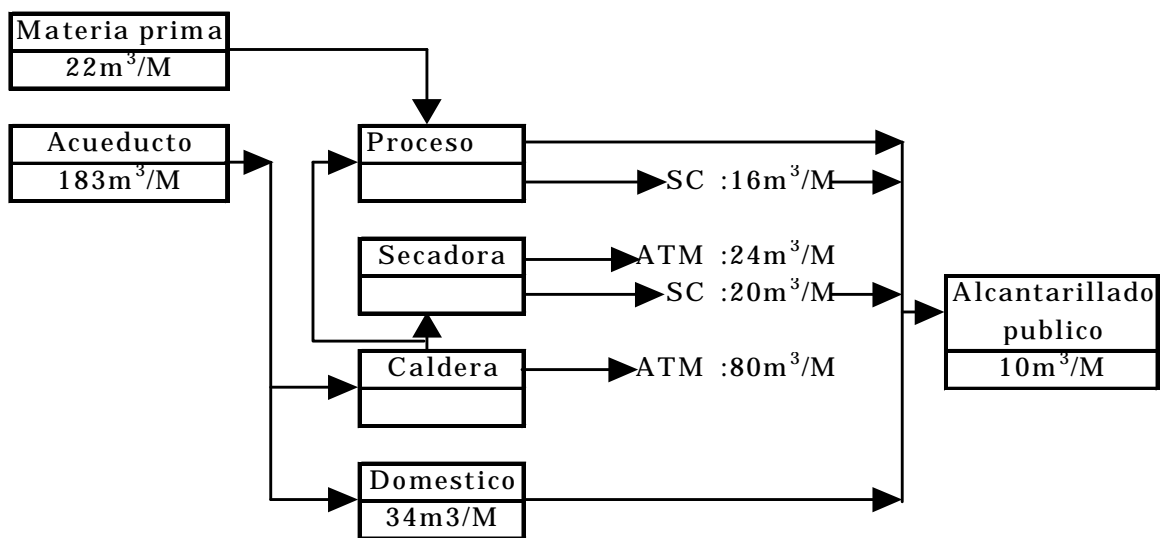 Materia prima
22m³/M
Acueducto
183m³/M
Proceso
SC :16m³/M
Secadora
ATM :24m³/M
SC :20m³/M
Caldera
ATM :80m³/M
Domestico
34m3/M
Alcantarillado
publico
10m³/M